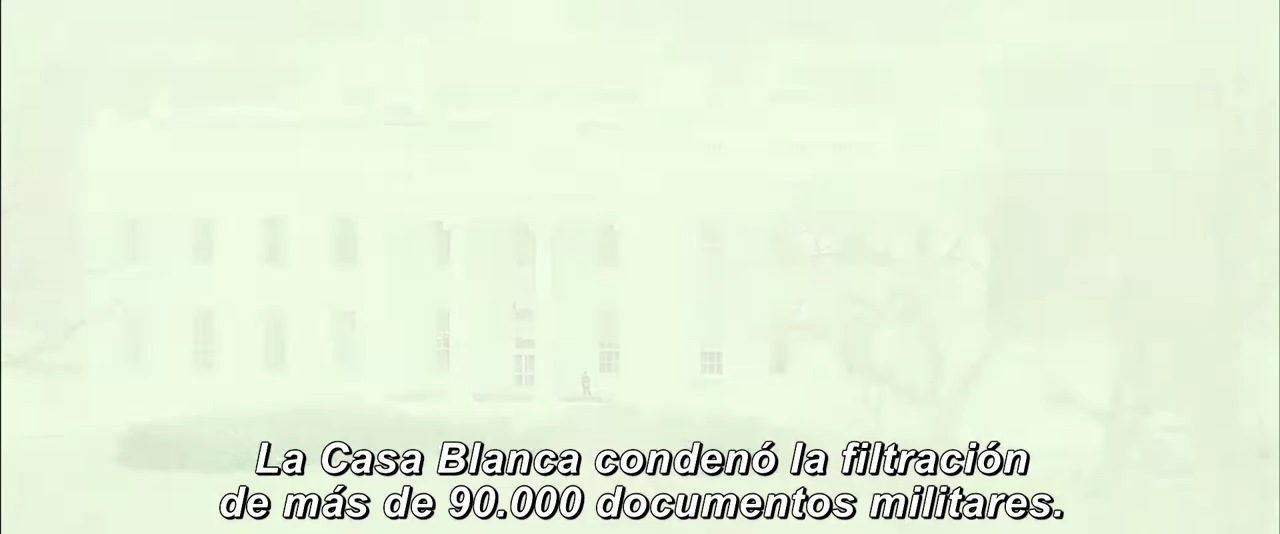 La Casa Blanca condenó la filtración
de más de 90.000 documentos militares.